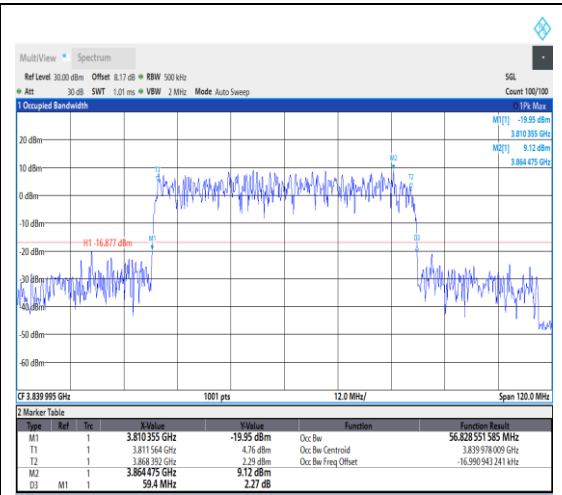 MultiView Spectrum
Ref Level 30.00 dBm Offset 8.17 dB RBW 500 kHz SGL
Att 30 dB SWT 1.01 ms VBW 2 MHz Mode Auto Sweep Count 100/100
1 Occupied Bandwidth 1Pk Max
M1[1] -19.95 dBm
3.810 355 GHz
M2[1] 9.12 dBm
3.864 475 GHz
20 dBm
M2
10 dBm
T1
T2
0 dBm
-10 dBm
M1
D3
H1 -16.877 dBm
-20 dBm
-30 dBm
-40 dBm
-50 dBm
-60 dBm
CF 3.839 995 GHz 1001 pts 12.0 MHz/ Span 120.0 MHz
2 Marker Table
Type Ref Trc X-Value Y-Value Function Function Result
M1 1 3.810 355 GHz -19.95 dBm Occ Bw 56.828 551 585 MHz
T1 1 3.811 564 GHz 4.76 dBm Occ Bw Centroid 3.839 978 009 GHz
T2 1 3.868 392 GHz 2.29 dBm Occ Bw Freq Offset -16.990 943 241 kHz
M2 1 3.864 475 GHz 9.12 dBm
D3 M1 1 59.4 MHz 2.27 dB